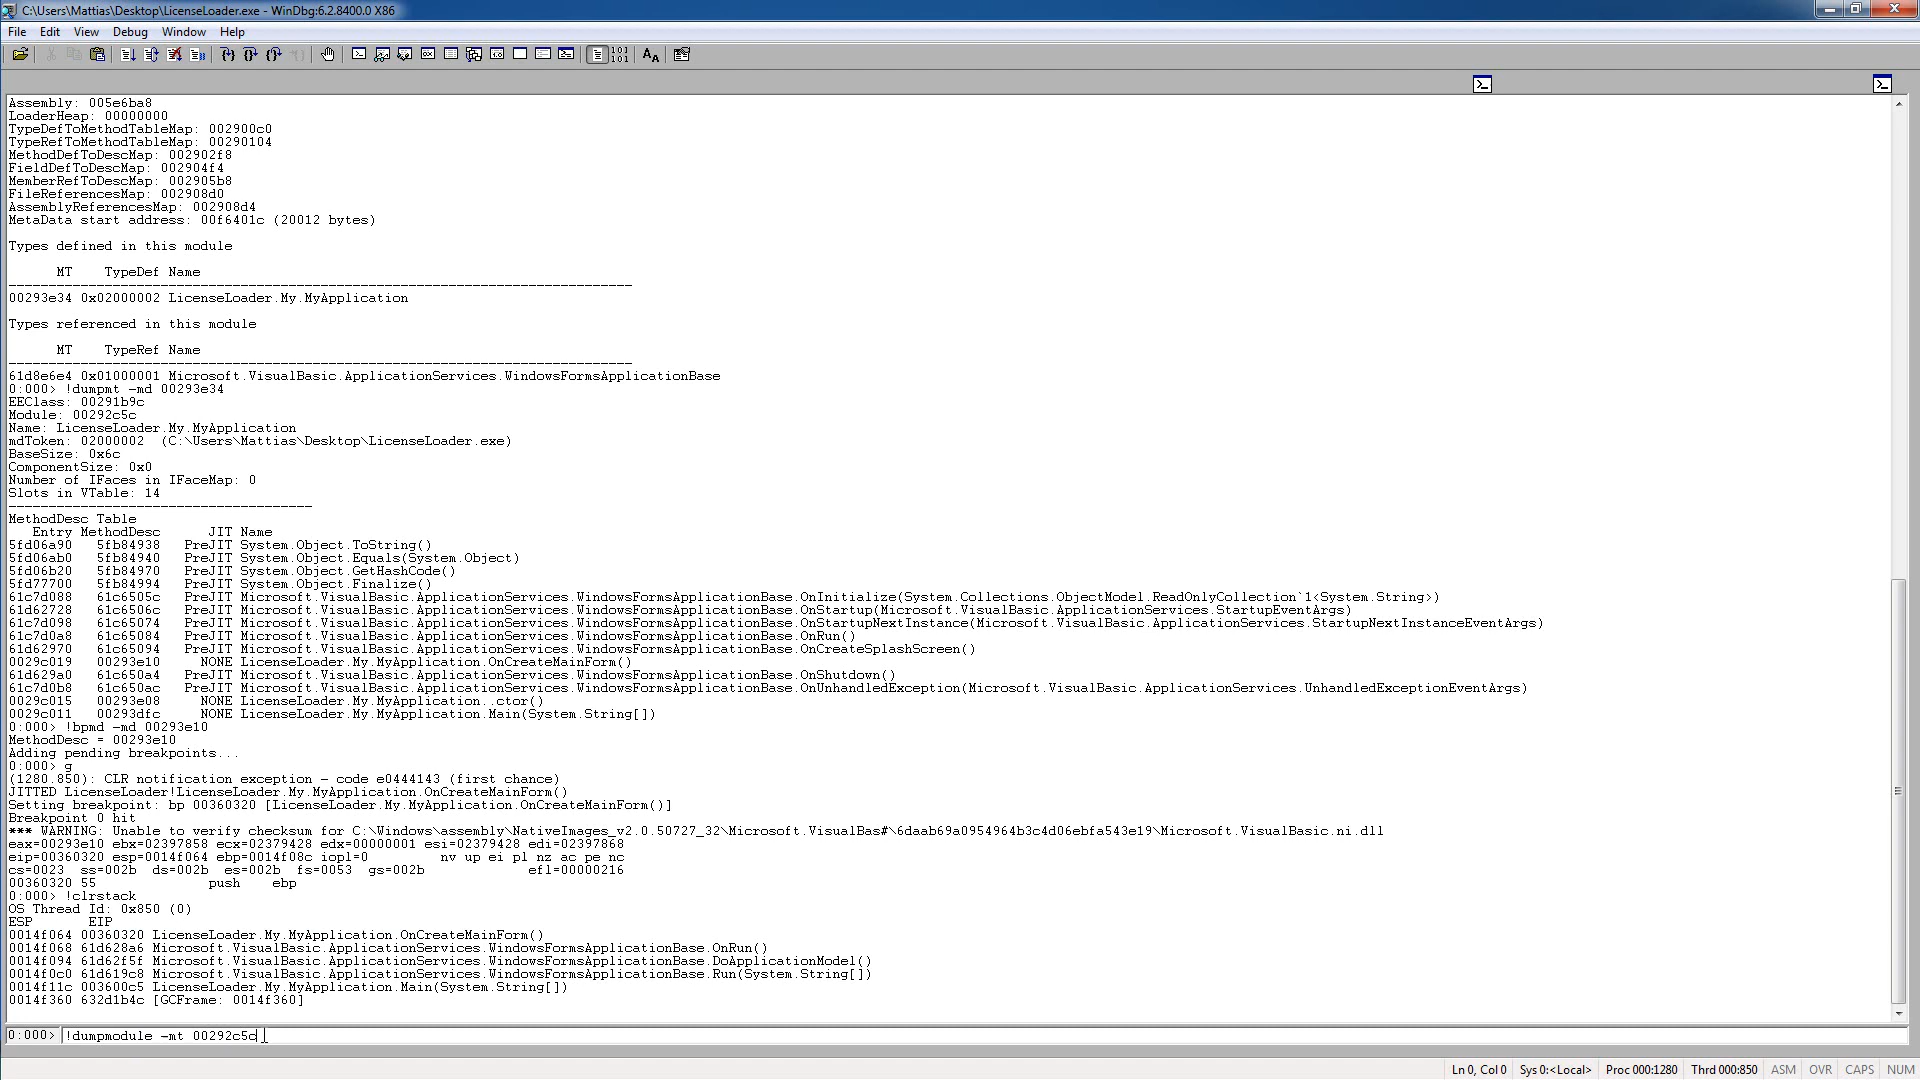 C:\Users\Mattias\Desktop\LicenseLoader.exe - WinDbg:6.2.8400.0 X86
File Edit View Debug Window Help
Assembly: 005e6ba8
LoaderHeap: 00000000
TypeDefToMethodTableMap: 002900c0
TypeRefToMethodTableMap: 00290104
MethodDefToDescMap: 002902f8
FieldDefToDescMap: 002904f4
MemberRefToDescMap: 002905b8
FileReferencesMap: 002908d0
AssemblyReferencesMap: 002908d4
MetaData start address: 00f6401c (20012 bytes)
Types defined in this module
MT TypeDef Name
------------------------------------------------------------------------------
00293e34 0x02000002 LicenseLoader.My.MyApplication
Types referenced in this module
MT TypeRef Name
------------------------------------------------------------------------------
61d8e6e4 0x01000001 Microsoft.VisualBasic.ApplicationServices.WindowsFormsApplicationBase
0:000> !dumpmt -md 00293e34
EEClass: 00291b9c
Module: 00292c5c
Name: LicenseLoader.My.MyApplication
mdToken: 02000002 (C:\Users\Mattias\Desktop\LicenseLoader.exe)
BaseSize: 0x6c
ComponentSize: 0x0
Number of IFaces in IFaceMap: 0
Slots in VTable: 14
--------------------------------------
MethodDesc Table
Entry MethodDesc JIT Name
5fd06a90 5fb84938 PreJIT System.Object.ToString()
5fd06ab0 5fb84940 PreJIT System.Object.Equals(System.Object)
5fd06b20 5fb84970 PreJIT System.Object.GetHashCode()
5fd77700 5fb84994 PreJIT System.Object.Finalize()
61c7d088 61c6505c PreJIT Microsoft.VisualBasic.ApplicationServices.WindowsFormsApplicationBase.OnInitialize(System.Collections.ObjectModel.ReadOnlyCollection`1<System.String>)
61d62728 61c6506c PreJIT Microsoft.VisualBasic.ApplicationServices.WindowsFormsApplicationBase.OnStartup(Microsoft.VisualBasic.ApplicationServices.StartupEventArgs)
61c7d098 61c65074 PreJIT Microsoft.VisualBasic.ApplicationServices.WindowsFormsApplicationBase.OnStartupNextInstance(Microsoft.VisualBasic.ApplicationServices.StartupNextInstanceEventArgs)
61c7d0a8 61c65084 PreJIT Microsoft.VisualBasic.ApplicationServices.WindowsFormsApplicationBase.OnRun()
61d62970 61c65094 PreJIT Microsoft.VisualBasic.ApplicationServices.WindowsFormsApplicationBase.OnCreateSplashScreen()
0029c019 00293e10 NONE LicenseLoader.My.MyApplication.OnCreateMainForm()
61d629a0 61c650a4 PreJIT Microsoft.VisualBasic.ApplicationServices.WindowsFormsApplicationBase.OnShutdown()
61c7d0b8 61c650ac PreJIT Microsoft.VisualBasic.ApplicationServices.WindowsFormsApplicationBase.OnUnhandledException(Microsoft.VisualBasic.ApplicationServices.UnhandledExceptionEventArgs)
0029c015 00293e08 NONE LicenseLoader.My.MyApplication..ctor()
0029c011 00293dfc NONE LicenseLoader.My.MyApplication.Main(System.String[])
0:000> !bpmd -md 00293e10
MethodDesc = 00293e10
Adding pending breakpoints...
0:000> g
(1280.850): CLR notification exception - code e0444143 (first chance)
JITTED LicenseLoader!LicenseLoader.My.MyApplication.OnCreateMainForm()
Setting breakpoint: bp 00360320 [LicenseLoader.My.MyApplication.OnCreateMainForm()]
Breakpoint 0 hit
*** WARNING: Unable to verify checksum for C:\Windows\assembly\NativeImages_v2.0.50727_32\Microsoft.VisualBas#\6daab69a0954964b3c4d06ebfa543e19\Microsoft.VisualBasic.ni.dll
eax=00293e10 ebx=02397858 ecx=02379428 edx=00000001 esi=02379428 edi=02397868
eip=00360320 esp=0014f064 ebp=0014f08c iopl=0 nv up ei pl nz ac pe nc
cs=0023 ss=002b ds=002b es=002b fs=0053 gs=002b efl=00000216
00360320 55 push ebp
0:000> !clrstack
OS Thread Id: 0x850 (0)
ESP EIP
0014f064 00360320 LicenseLoader.My.MyApplication.OnCreateMainForm()
0014f068 61d628a6 Microsoft.VisualBasic.ApplicationServices.WindowsFormsApplicationBase.OnRun()
0014f094 61d62f5f Microsoft.VisualBasic.ApplicationServices.WindowsFormsApplicationBase.DoApplicationModel()
0014f0c0 61d619c8 Microsoft.VisualBasic.ApplicationServices.WindowsFormsApplicationBase.Run(System.String[])
0014f11c 003600c5 LicenseLoader.My.MyApplication.Main(System.String[])
0014f360 632d1b4c [GCFrame: 0014f360]
0:000> !dumpmodule -mt 00292c5c
Ln 0, Col 0 Sys 0:<Local> Proc 000:1280 Thrd 000:850 ASM OVR CAPS NUM